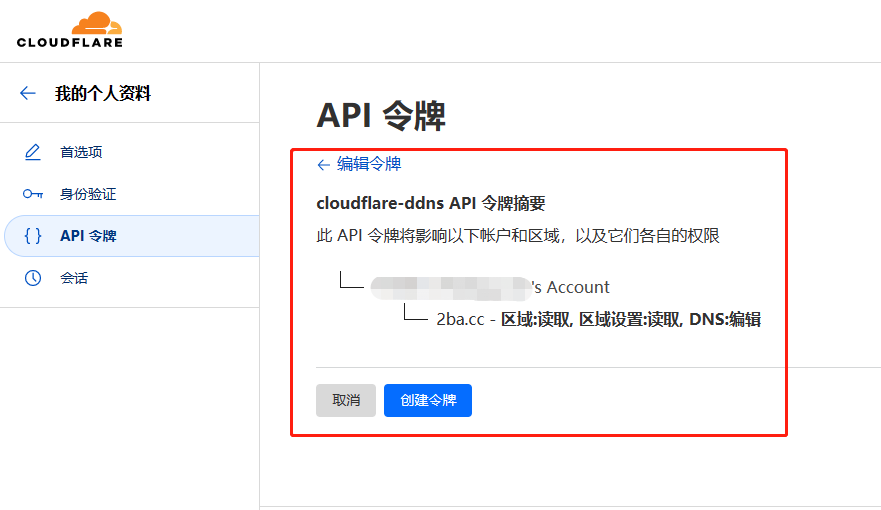 CLOUDFLARE
我的个人资料
首选项
身份验证
API 令牌
会话
API 令牌
编辑令牌
cloudflare-ddns API 令牌摘要
此 API 令牌将影响以下帐户和区域，以及它们各自的权限
's Account
2ba.cc - 区域:读取, 区域设置:读取, DNS:编辑
取消 创建令牌